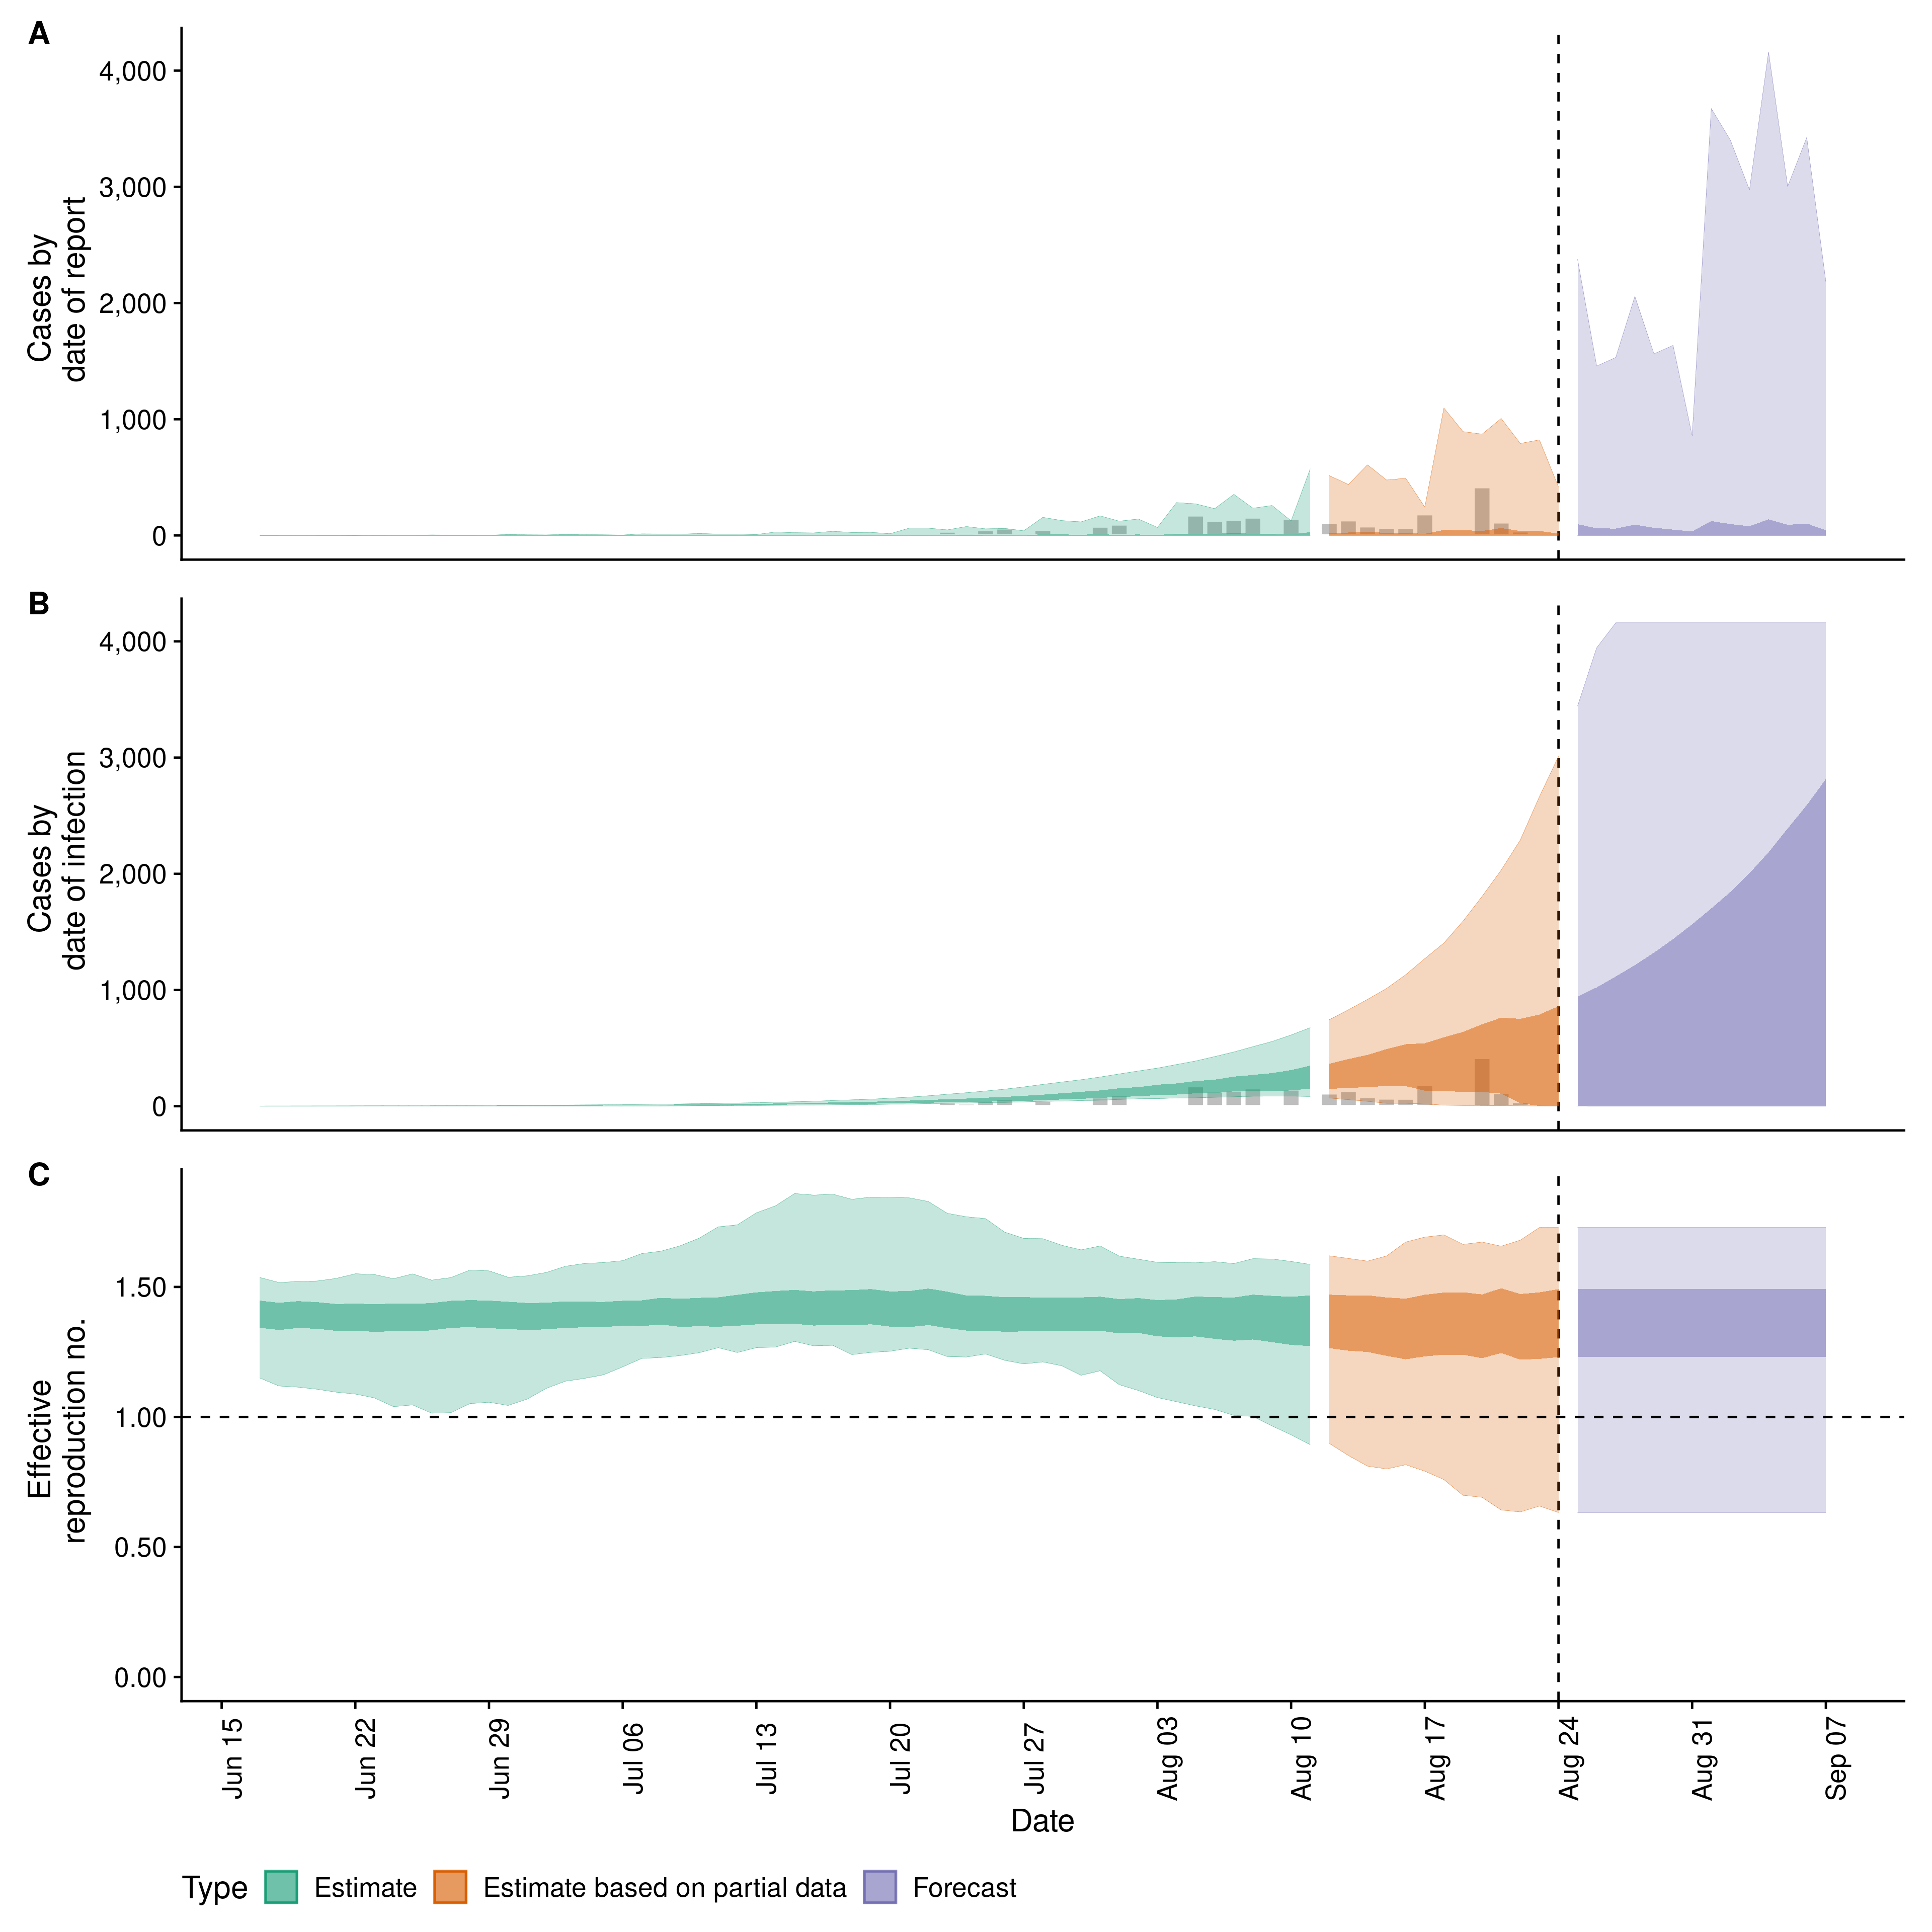 A
Cases by
date of report
4,000
3,000
2,000
1,000
0
B
Cases by
date of infection
4,000
3,000
2,000
1,000
0
C
Effective
reproduction no.
1.50
1.00
0.50
0.00
Jun 15
Jun 22
Jun 29
Jul 06
Jul 13
Jul 20
Jul 27
Aug 03
Aug 10
Aug 17
Aug 24
Aug 31
Sep 07
Date
Type Estimate Estimate based on partial data Forecast